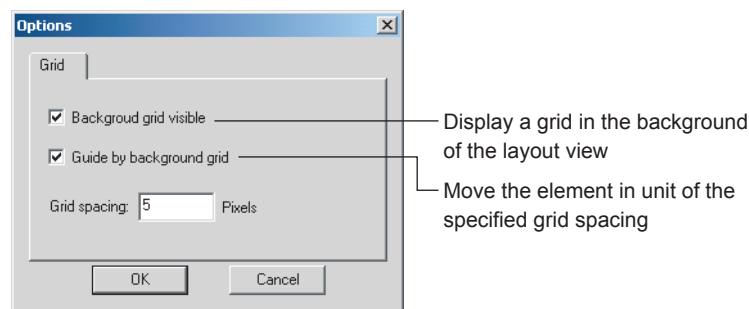 Options
Grid
Backgroud grid visible
Guide by background grid
Grid spacing: 5 Pixels
OK Cancel
Display a grid in the background
of the layout view
Move the element in unit of the
specified grid spacing